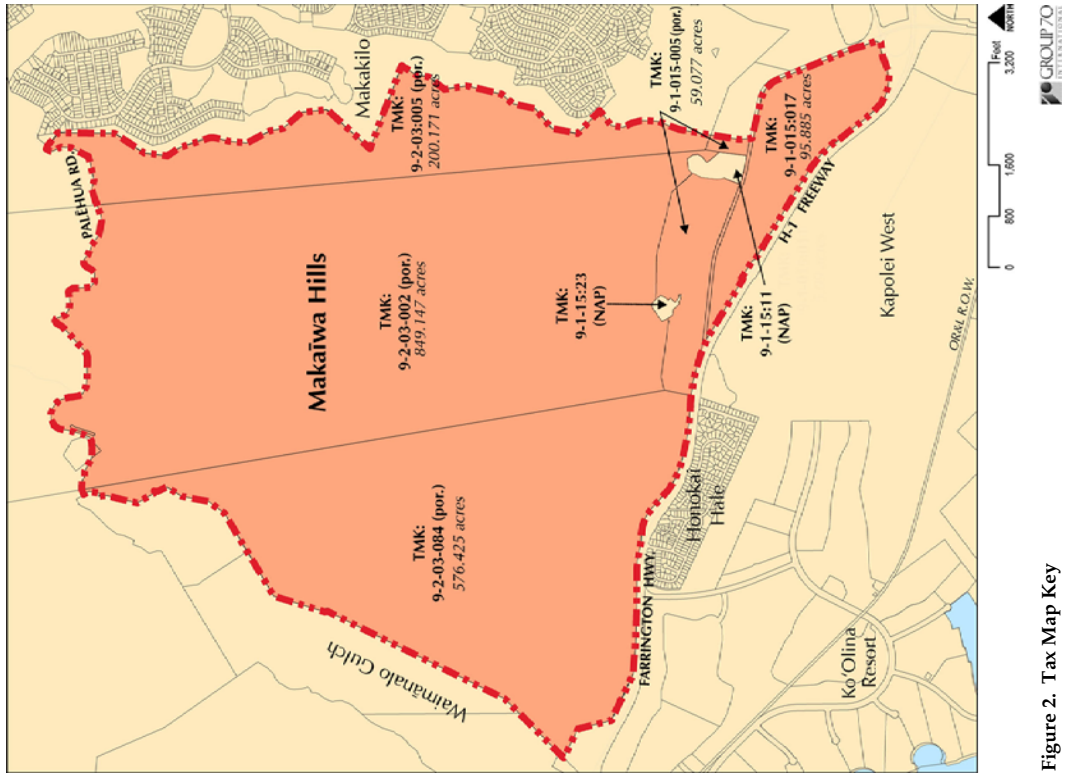 PALĒHUA RD.
Makakilo
TMK:
9-2-03:005 (por.)
200.171 acres
TMK:
9-1-015-005 (por.)
59.077 acres
Makaīwa Hills
TMK:
9-2-03-002 (por.)
849.147 acres
TMK:
9-1-15:23
(NAP)
TMK:
9-1-015:017
95.885 acres
TMK:
9-1-15:11
(NAP)
H-1 FREEWAY
Kapolei West
OR&L R.O.W.
TMK:
9-2-03-084 (por.)
576.425 acres
Waimānalo Gulch
FARRINGTON HWY.
Honokai
Hale
Ko'Olina
Resort
NORTH
Feet
0 800 1,600 3,200
GROUP 70
INTERNATIONAL
Figure 2. Tax Map Key